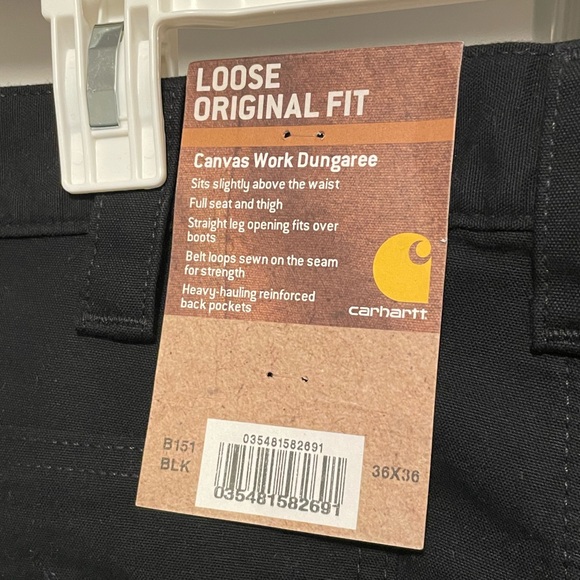 LOOSE
ORIGINAL FIT
Canvas Work Dungaree
Sits slightly above the waist
Full seat and thigh
Straight leg opening fits over
boots
Belt loops sewn on the seam
for strength
Heavy-hauling reinforced
back pockets
carhartt.
B151
BLK
035481582691
035481582691
36X36